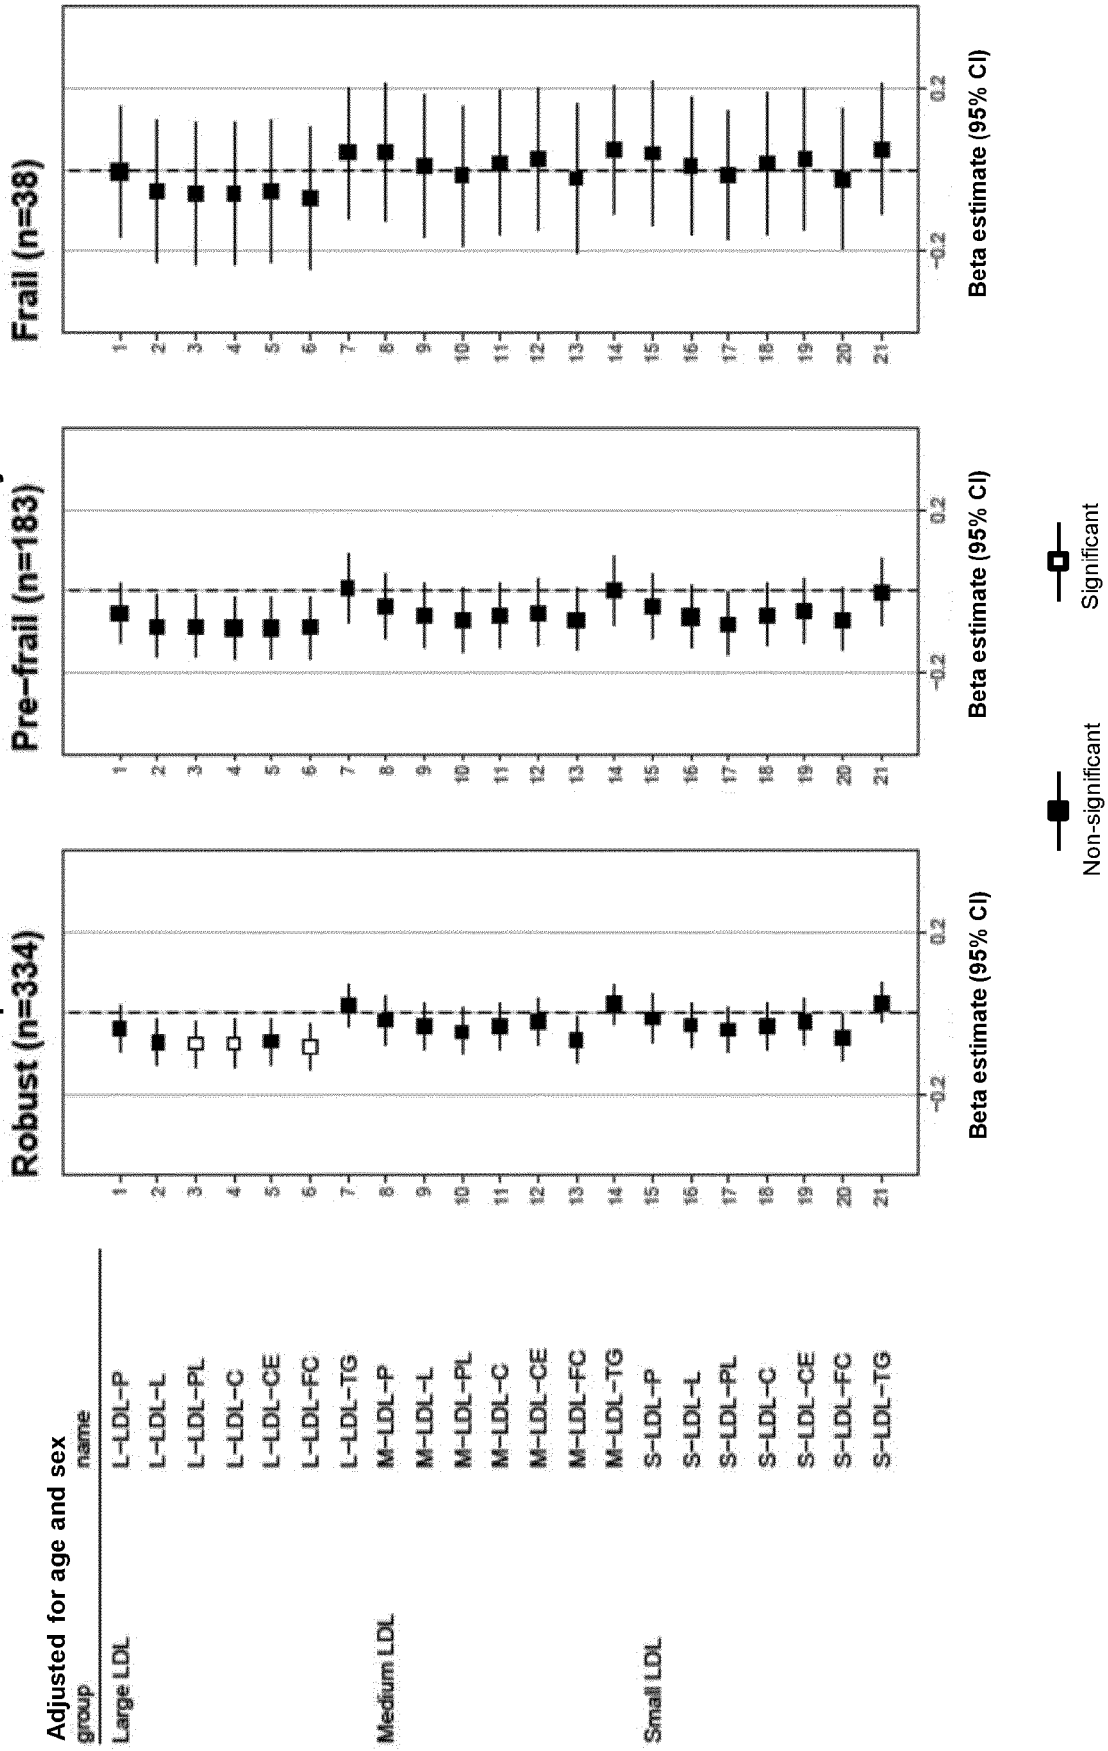 Adjusted for age and sex
group name
Robust (n=334)
Pre-frail (n=183)
Frail (n=38)
Large LDL L-LDL-P 1 1 1
L-LDL-L 2 2 2
L-LDL-PL 3 3 3
L-LDL-C 4 4 4
L-LDL-CE 5 5 5
L-LDL-FC 6 6 6
L-LDL-TG 7 7 7
Medium LDL M-LDL-P 8 8 8
M-LDL-L 9 9 9
M-LDL-PL 10 10 10
M-LDL-C 11 11 11
M-LDL-CE 12 12 12
M-LDL-FC 13 13 13
M-LDL-TG 14 14 14
Small LDL S-LDL-P 15 15 15
S-LDL-L 16 16 16
S-LDL-PL 17 17 17
S-LDL-C 18 18 18
S-LDL-CE 19 19 19
S-LDL-FC 20 20 20
S-LDL-TG 21 21 21
-0.2 0.2 -0.2 0.2 -0.2 0.2
Beta estimate (95% CI) Beta estimate (95% CI) Beta estimate (95% CI)
Non-significant Significant